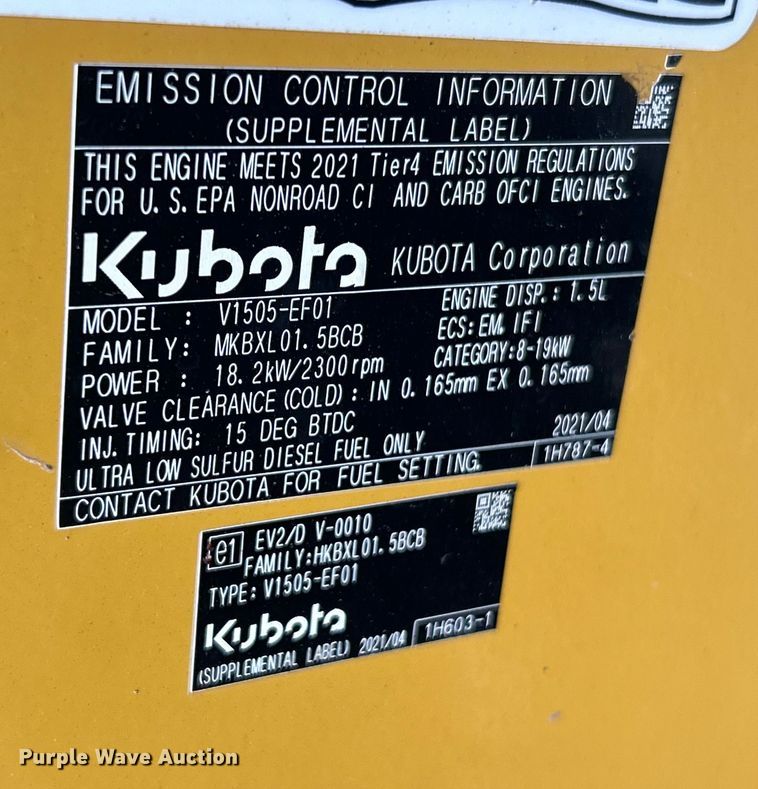 EMISSION CONTROL INFORMATION
(SUPPLEMENTAL LABEL)
THIS ENGINE MEETS 2021 Tier4 EMISSION REGULATIONS
FOR U.S.EPA NONROAD CI AND CARB OFCI ENGINES.
Kubota KUBOTA Corporation
MODEL : V1505-EF01 ENGINE DISP.: 1.5L
FAMILY: MKBXL01.5BCB ECS:EM, IFI
POWER : 18.2kW/2300rpm CATEGORY:8-19kW
VALVE CLEARANCE(COLD): IN 0.165mm EX 0.165mm
INJ.TIMING: 15 DEG BTDC
ULTRA LOW SULFUR DIESEL FUEL ONLY 2021/04
CONTACT KUBOTA FOR FUEL SETTING. 1H787-4
e1 EV2/D V-0010
FAMILY:HKBXL01.5BCB
TYPE: V1505-EF01
Kubota
(SUPPLEMENTAL LABEL) 2021/04 1H603-1
Purple Wave Auction